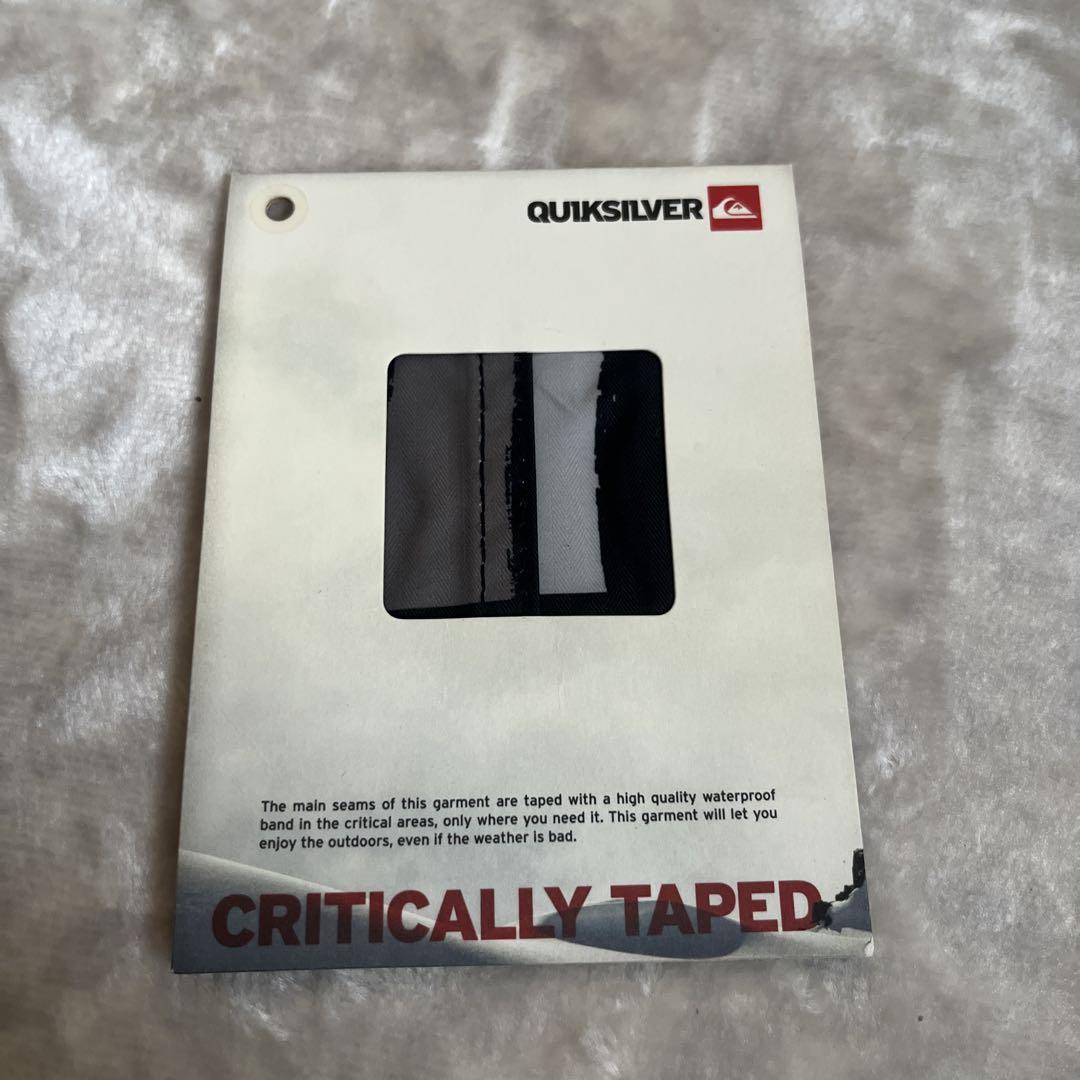 QUIKSILVER
The main seams of this garment are taped with a high quality waterproof
band in the critical areas, only where you need it. This garment will let you
enjoy the outdoors, even if the weather is bad.
CRITICALLY TAPED